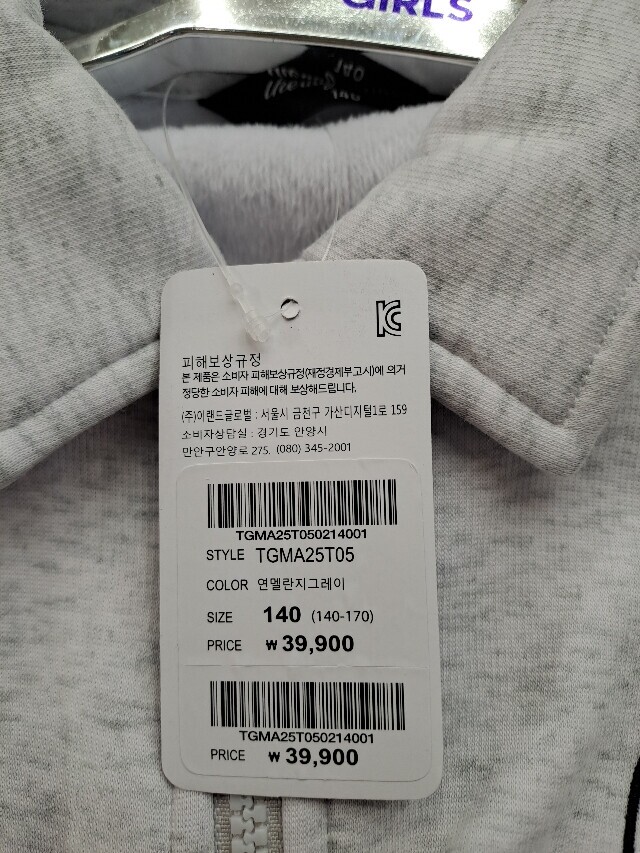 GIRLS
140
피해보상규정
본 제품은 소비자 피해보상규정(재정경제부 고시)에 의거
정당한 소비자 피해에 대해 보상해드립니다.
(주)이랜드글로벌 : 서울시 금천구 가산디지털1로 159
소비자상담실 : 경기도 안양시
만안구안양로 275. (080) 345-2001
TGMA25T050214001
STYLE TGMA25T05
COLOR 연멜란지그레이
SIZE 140 (140-170)
PRICE ₩ 39,900
TGMA25T050214001
PRICE ₩ 39,900